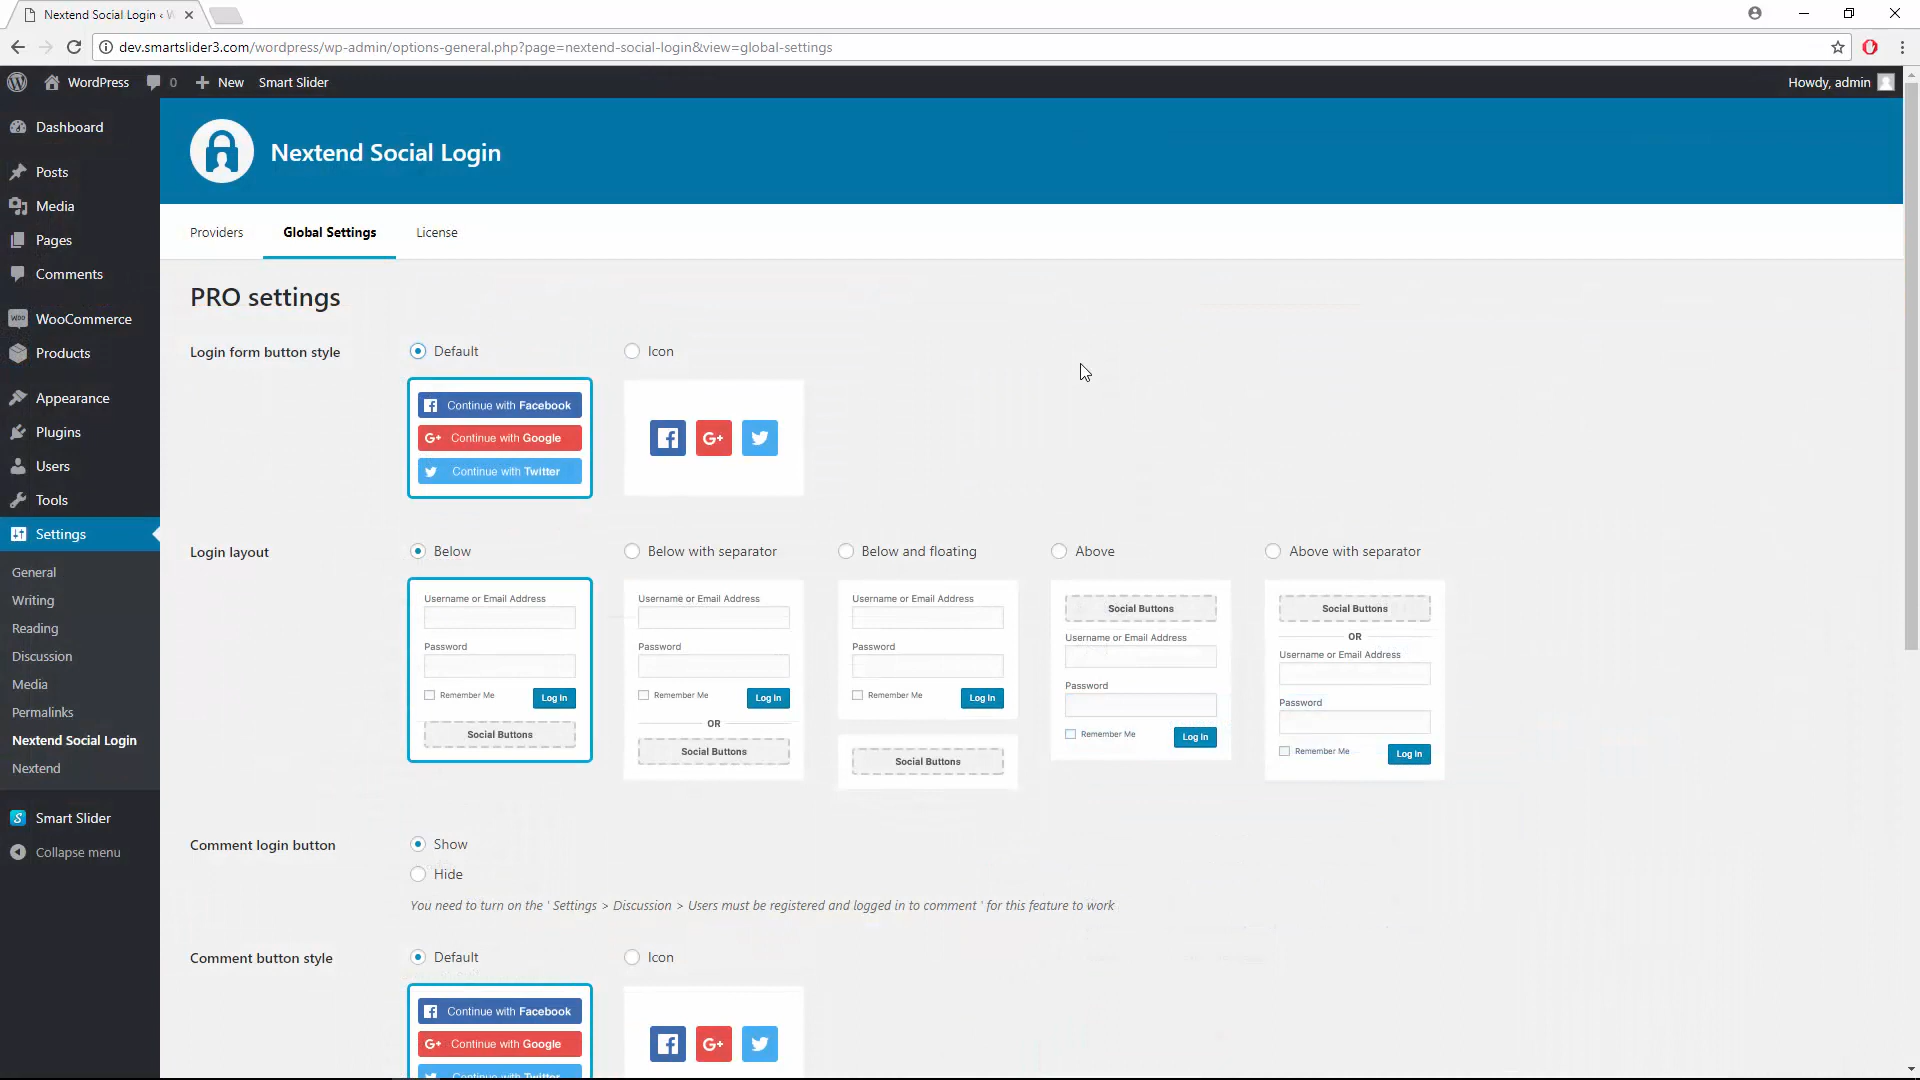 Nextend Social Login ‹ W
dev.smartslider3.com/wordpress/wp-admin/options-general.php?page=nextend-social-login&view=global-settings
WordPress 0 New Smart Slider Howdy, admin
Dashboard
Posts
Media
Pages
Comments
WooCommerce
Products
Appearance
Plugins
Users
Tools
Settings
General
Writing
Reading
Discussion
Media
Permalinks
Nextend Social Login
Nextend
Smart Slider
Collapse menu
Nextend Social Login
Providers Global Settings License
PRO settings
Login form button style Default Icon
Continue with Facebook
Continue with Google
Continue with Twitter
Login layout Below Below with separator Below and floating Above Above with separator
Username or Email Address
Password
Remember Me Log In
Social Buttons
Username or Email Address
Password
Remember Me Log In
OR
Social Buttons
Username or Email Address
Password
Remember Me Log In
Social Buttons
Social Buttons
Username or Email Address
Password
Remember Me Log In
Social Buttons
OR
Username or Email Address
Password
Remember Me Log In
Comment login button Show
Hide
You need to turn on the ' Settings > Discussion > Users must be registered and logged in to comment ' for this feature to work
Comment button style Default Icon
Continue with Facebook
Continue with Google
Continue with Twitter